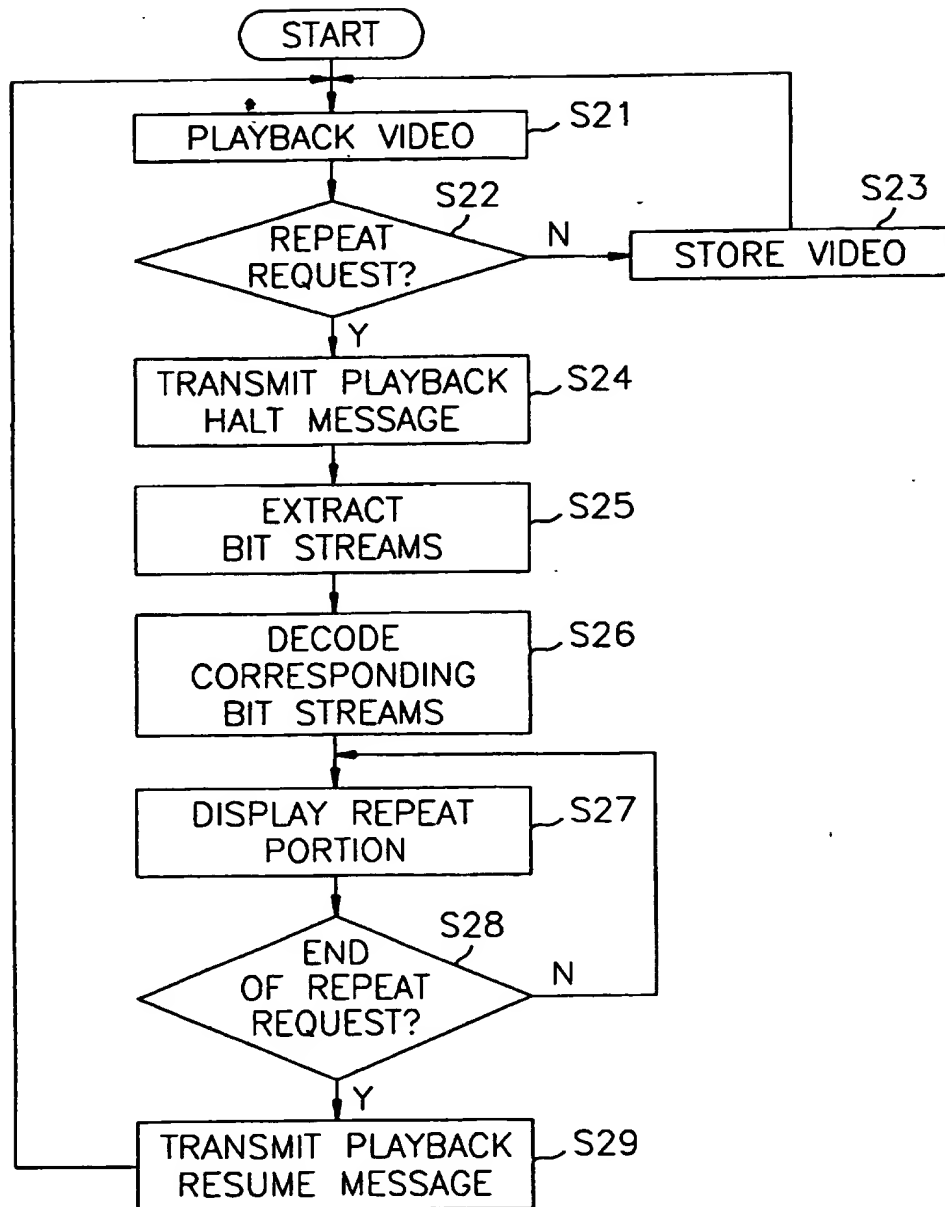 START
PLAYBACK VIDEO
S21
S22
REPEAT
REQUEST?
N
S23
STORE VIDEO
Y
TRANSMIT PLAYBACK
HALT MESSAGE
S24
EXTRACT
BIT STREAMS
S25
DECODE
CORRESPONDING
BIT STREAMS
S26
DISPLAY REPEAT
PORTION
S27
S28
END
OF REPEAT
REQUEST?
N
Y
TRANSMIT PLAYBACK
RESUME MESSAGE
S29